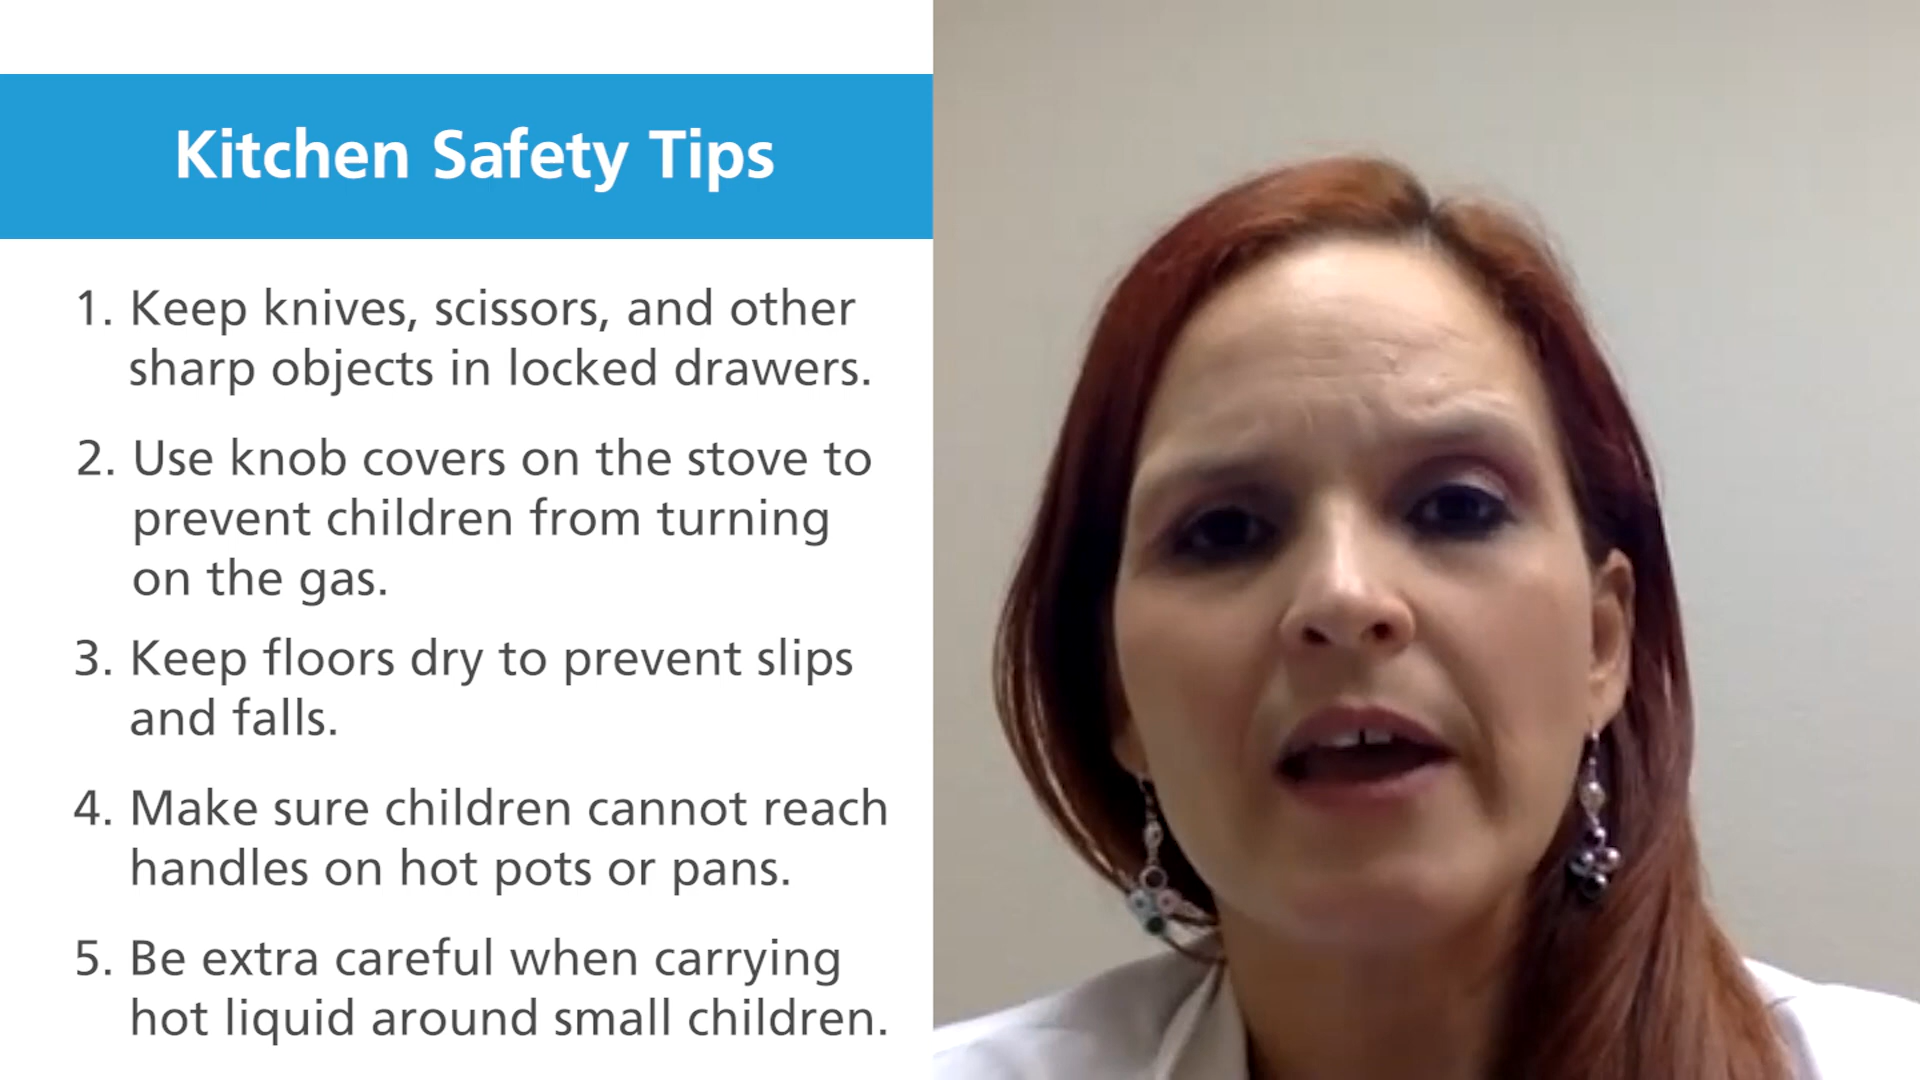 Kitchen Safety Tips
1. Keep knives, scissors, and other
sharp objects in locked drawers.
2. Use knob covers on the stove to
prevent children from turning
on the gas.
3. Keep floors dry to prevent slips
and falls.
4. Make sure children cannot reach
handles on hot pots or pans.
5. Be extra careful when carrying
hot liquid around small children.